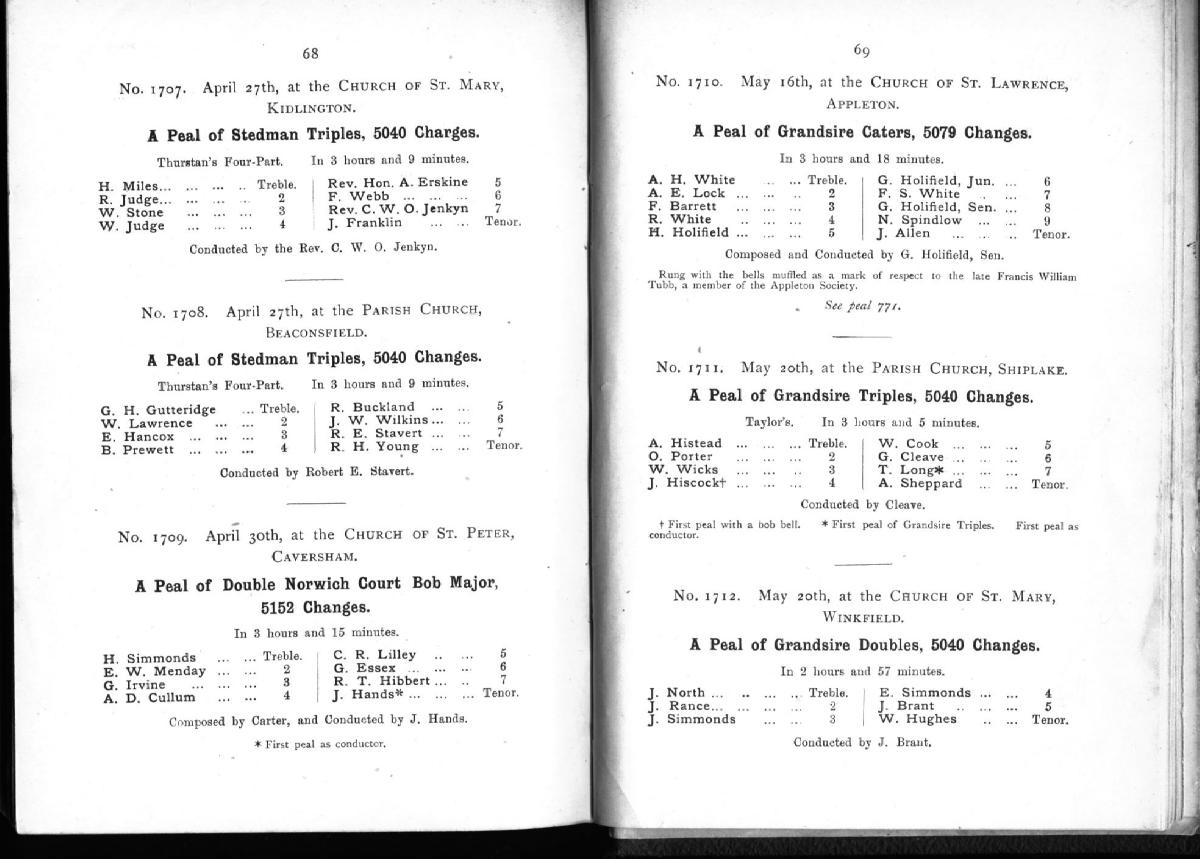 68
No. 1707. April 27th, at the CHURCH OF ST. MARY,
KIDLINGTON.
A Peal of Stedman Triples, 5040 Charges.
Thurstan's Four-Part. In 3 hours and 9 minutes.
H. Miles... ... ... .. Treble. Rev. Hon. A. Erskine 5
R. Judge... ... ... ... 2 F. Webb ... ... ... 6
W. Stone ... ... ... 3 Rev. C. W. O. Jenkyn 7
W. Judge ... ... ... 4 J. Franklin ... ... Tenor.
Conducted by the Rev. C. W. O. Jenkyn.
No. 1708. April 27th, at the PARISH CHURCH,
BEACONSFIELD.
A Peal of Stedman Triples, 5040 Changes.
Thurstan's Four-Part. In 3 hours and 9 minutes.
G. H. Gutteridge ... Treble. R. Buckland ... ... 5
W. Lawrence ... ... 2 J. W. Wilkins... ... 6
E. Hancox ... ... ... 3 R. E. Stavert ... ... 7
B. Prewett ... ... ... 4 R. H. Young ... ... Tenor.
Conducted by Robert E. Stavert.
No. 1709. April 30th, at the CHURCH OF ST. PETER,
CAVERSHAM.
A Peal of Double Norwich Court Bob Major,
5152 Changes.
In 3 hours and 15 minutes.
H. Simmonds ... ... Treble. C. R. Lilley .. ... 5
E. W. Menday ... ... 2 G. Essex ... ... ... 6
G. Irvine ... ... ... 3 R. T. Hibbert ... .. 7
A. D. Cullum ... ... 4 J. Hands* ... ... ... Tenor.
Composed by Carter, and Conducted by J. Hands.
* First peal as conductor.
69
No. 1710. May 16th, at the CHURCH OF ST. LAWRENCE,
APPLETON.
A Peal of Grandsire Caters, 5079 Changes.
In 3 hours and 18 minutes.
A. H. White .. ... Treble. G. Holifield, Jun. ... 6
A. E. Lock ... ... ... 2 F. S. White .. ... 7
F. Barrett ... ... ... 3 G. Holifield, Sen. ... 8
R. White .. ... ... 4 N. Spindlow ... ... 9
H. Holifield ... ... ... 5 J. Allen ... ... .. Tenor.
Composed and Conducted by G. Holifield, Sen.
Rung with the bells muffled as a mark of respect to the late Francis William
Tubb, a member of the Appleton Society.
See peal 771.
No. 1711. May 20th, at the PARISH CHURCH, SHIPLAKE.
A Peal of Grandsire Triples, 5040 Changes.
Taylor's. In 3 hours and 5 minutes.
A. Histead ... ... ... Treble. W. Cook ... ... ... 5
O. Porter ... ... ... 2 G. Cleave ... ... ... 6
W. Wicks ... ... .. 3 T. Long* ... ... ... 7
J. Hiscock† ... ... ... 4 A. Sheppard ... ... Tenor.
Conducted by Cleave.
† First peal with a bob bell. * First peal of Grandsire Triples. First peal as
conductor.
No. 1712. May 20th, at the CHURCH OF ST. MARY,
WINKFIELD.
A Peal of Grandsire Doubles, 5040 Changes.
In 2 hours and 57 minutes.
J. North ... .. ... ... Treble. E. Simmonds ... ... 4
J. Rance... ... ... ... 2 J. Brant .. ... ... 5
J. Simmonds ... ... 3 W. Hughes .. ... Tenor.
Conducted by J. Brant.